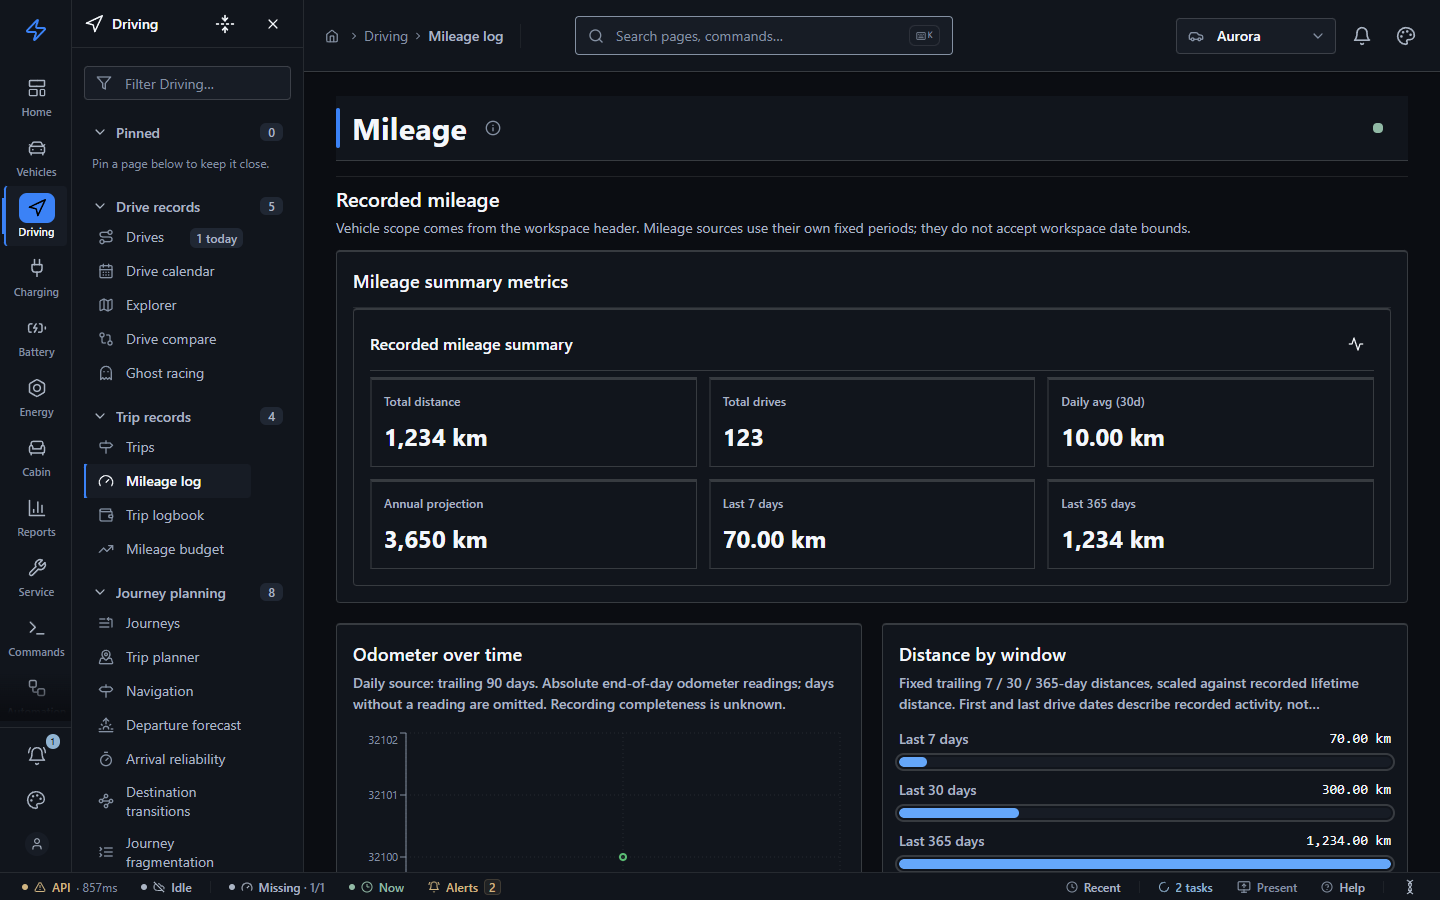 Driving
Driving
Mileage log
Search pages, commands...
K
Aurora
Home
Vehicles
Driving
Charging
Battery
Energy
Cabin
Reports
Service
Commands
1
Filter Driving...
Pinned
0
Pin a page below to keep it close.
Drive records
5
Drives
1 today
Drive calendar
Explorer
Drive compare
Ghost racing
Trip records
4
Trips
Mileage log
Trip logbook
Mileage budget
Journey planning
8
Journeys
Trip planner
Navigation
Departure forecast
Arrival reliability
Destination
transitions
Journey
fragmentation
Mileage
Recorded mileage
Vehicle scope comes from the workspace header. Mileage sources use their own fixed periods; they do not accept workspace date bounds.
Mileage summary metrics
Recorded mileage summary
Total distance
1,234 km
Total drives
123
Daily avg (30d)
10.00 km
Annual projection
3,650 km
Last 7 days
70.00 km
Last 365 days
1,234 km
Odometer over time
Daily source: trailing 90 days. Absolute end-of-day odometer readings; days
without a reading are omitted. Recording completeness is unknown.
32102
32101
32100
Distance by window
Fixed trailing 7 / 30 / 365-day distances, scaled against recorded lifetime
distance. First and last drive dates describe recorded activity, not...
Last 7 days
70.00 km
Last 30 days
300.00 km
Last 365 days
1,234.00 km
API · 857ms
Idle
Missing · 1/1
Now
Alerts 2
Recent
2 tasks
Present
Help